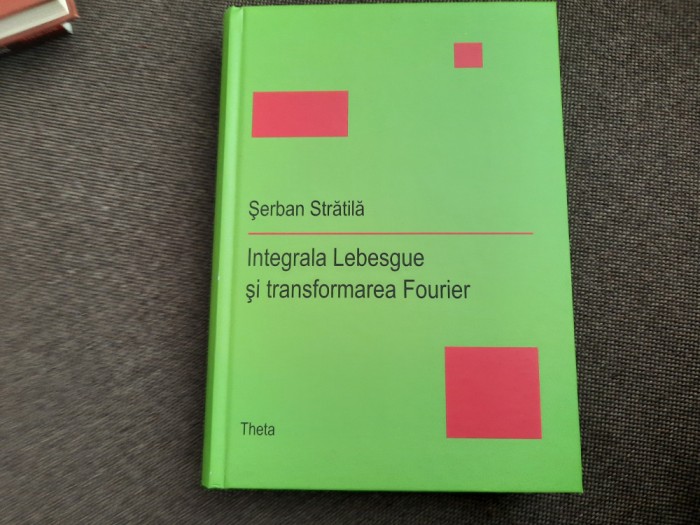 Şerban Strătilă
Integrala Lebesgue
şi transformarea Fourier
Theta